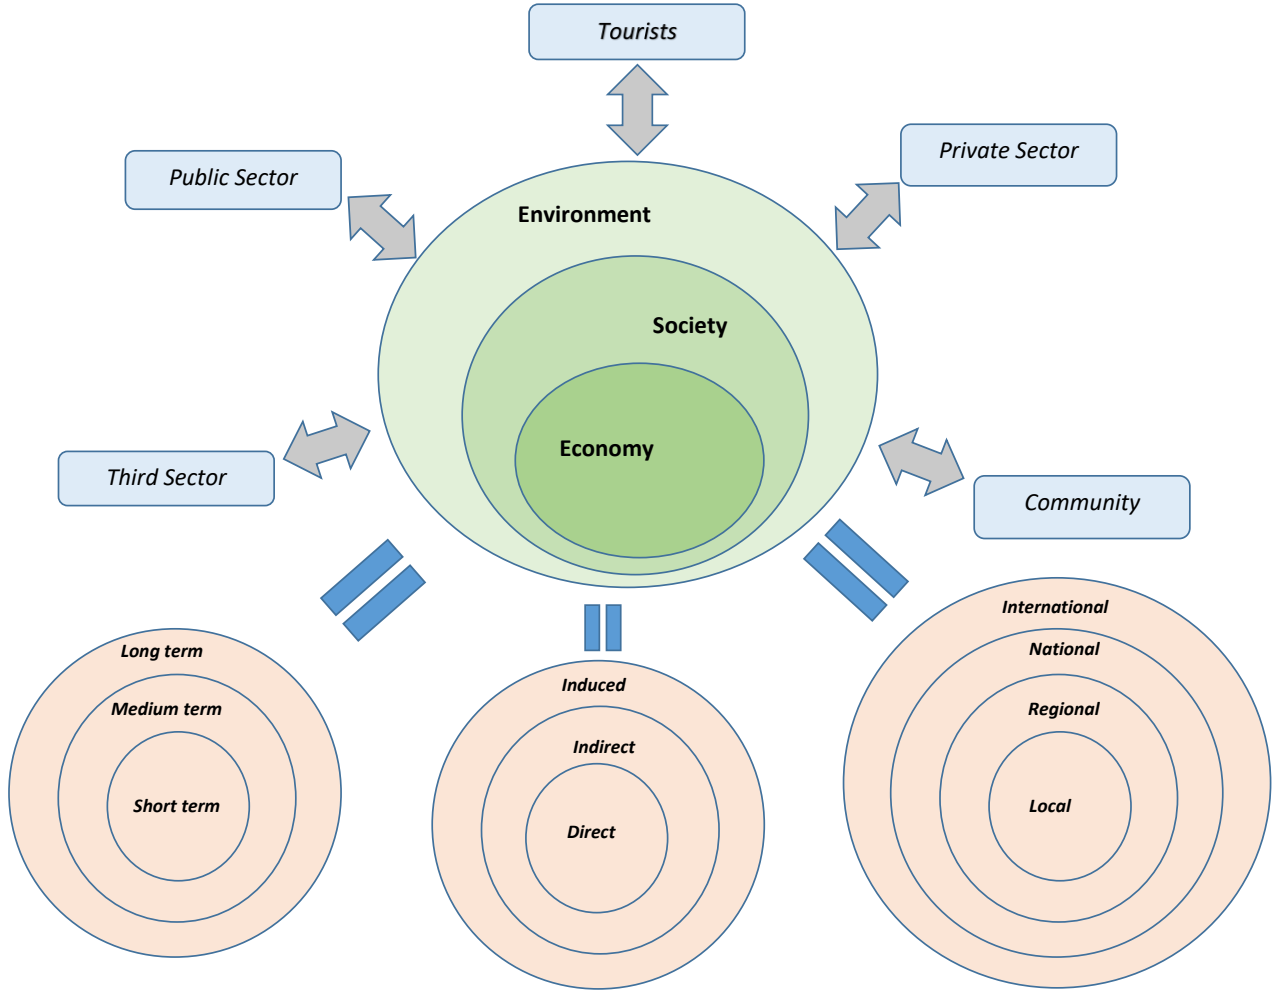 Tourists
Private Sector
Public Sector
Environment
Society
Economy
Third Sector
Community
Long term
Medium term
Short term
Induced
Indirect
Direct
International
National
Regional
Local